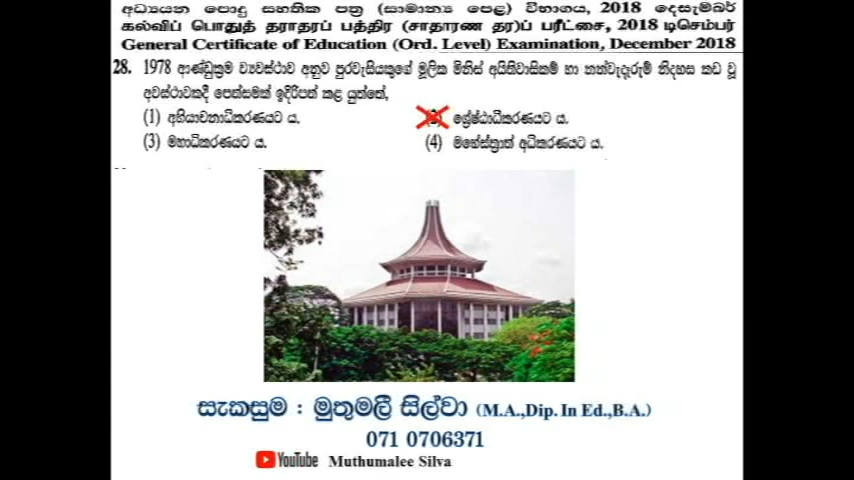 අධ්‍යයන පොදු සහතික පත්‍ර (සාමාන්‍ය පෙළ) විභාගය, 2018 දෙසැම්බර්
கல்விப் பொதுத் தராதரப் பத்திர (சாதாரண தர)ப் பரீட்சை, 2018 டிசெம்பர்
General Certificate of Education (Ord. Level) Examination, December 2018
28. 1978 ආණ්ඩුක්‍රම ව්‍යවස්ථාව අනුව පුරවැසියකුගේ මූලික මිනිස් අයිතිවාසිකම් හා නන්වැදෑරුම් නිදහස කඩ වූ
අවස්ථාවකදී පෙත්සමක් ඉදිරිපත් කළ යුත්තේ,
(1) අභියාචනාධිකරණයට ය. (2) ශ්‍රේෂ්ඨාධිකරණයට ය.
(3) මහාධිකරණයට ය. (4) මහේස්ත්‍රාත් අධිකරණයට ය.
සැකසුම : මුතුමලී සිල්වා (M.A.,Dip. In Ed.,B.A.)
071 0706371
YouTube Muthumalee Silva